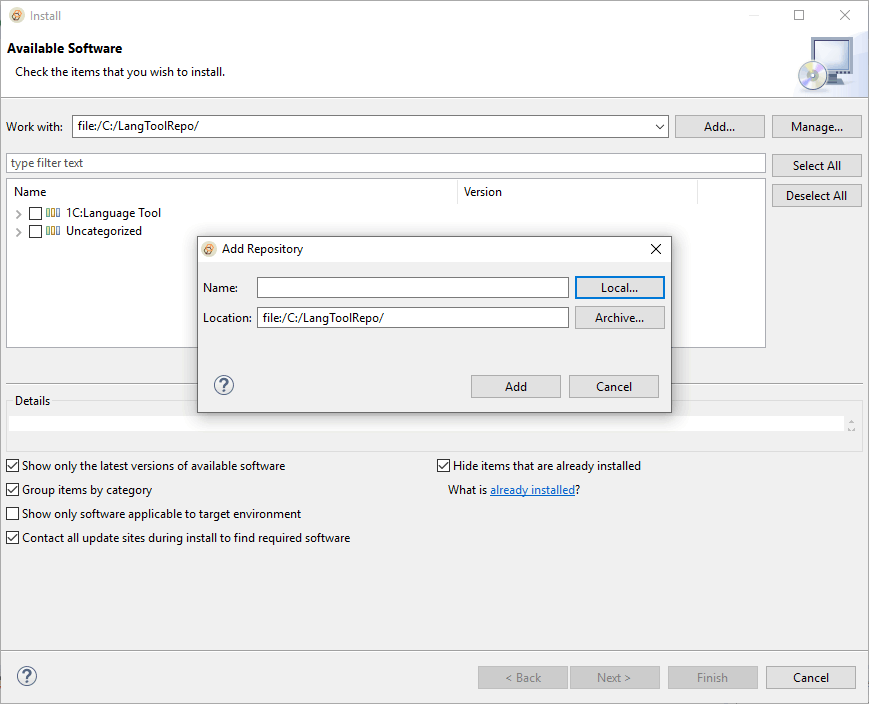 Install
Available Software
Check the items that you wish to install.
Work with: file:/C:/LangToolRepo/ Add... Manage...
type filter text Select All
Name Version Deselect All
1C:Language Tool
Uncategorized
Add Repository
Name: Local...
Location: file:/C:/LangToolRepo/ Archive...
? Add Cancel
Details
Show only the latest versions of available software Hide items that are already installed
Group items by category What is already installed?
Show only software applicable to target environment
Contact all update sites during install to find required software
? < Back Next > Finish Cancel